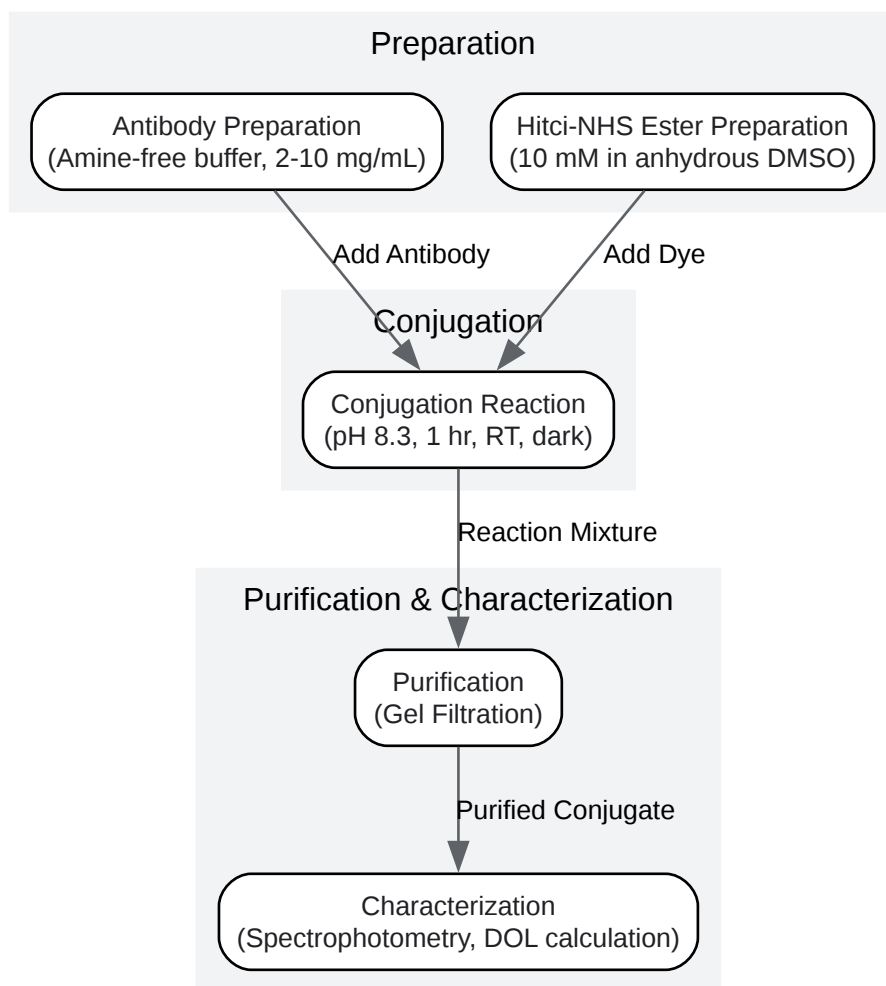 Preparation
Antibody Preparation
(Amine-free buffer, 2-10 mg/mL)
Hitci-NHS Ester Preparation
(10 mM in anhydrous DMSO)
Add Antibody
Add Dye
Conjugation
Conjugation Reaction
(pH 8.3, 1 hr, RT, dark)
Reaction Mixture
Purification & Characterization
Purification
(Gel Filtration)
Purified Conjugate
Characterization
(Spectrophotometry, DOL calculation)